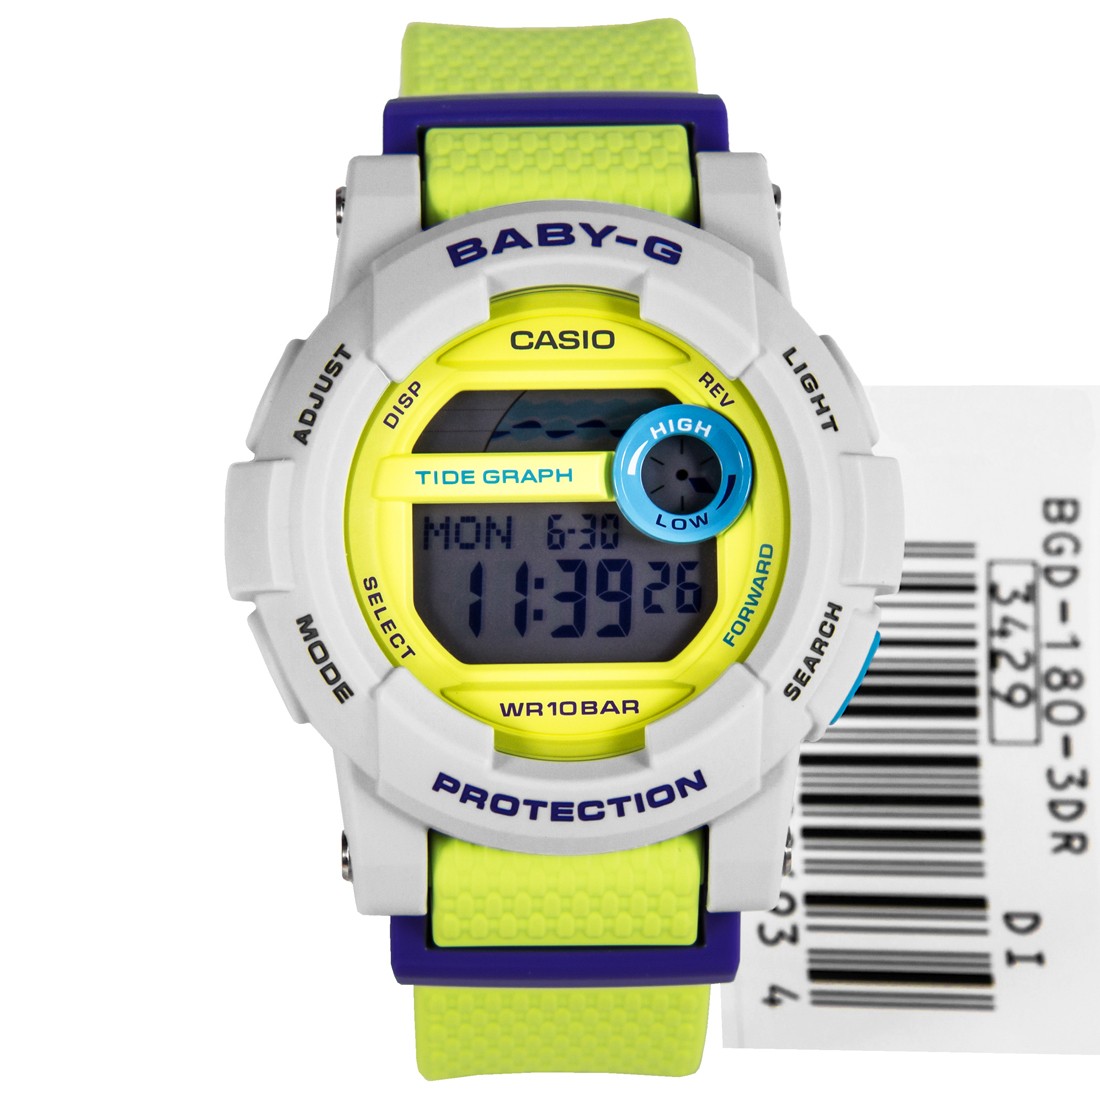 BABY-G
CASIO
ADJUST
DISP
REV
LIGHT
HIGH
TIDE GRAPH
LOW
MON 6-30
11:39 26
SELECT
FORWARD
MODE
SEARCH
WR10BAR
PROTECTION
BGD-180-3DR
3429
DI
4